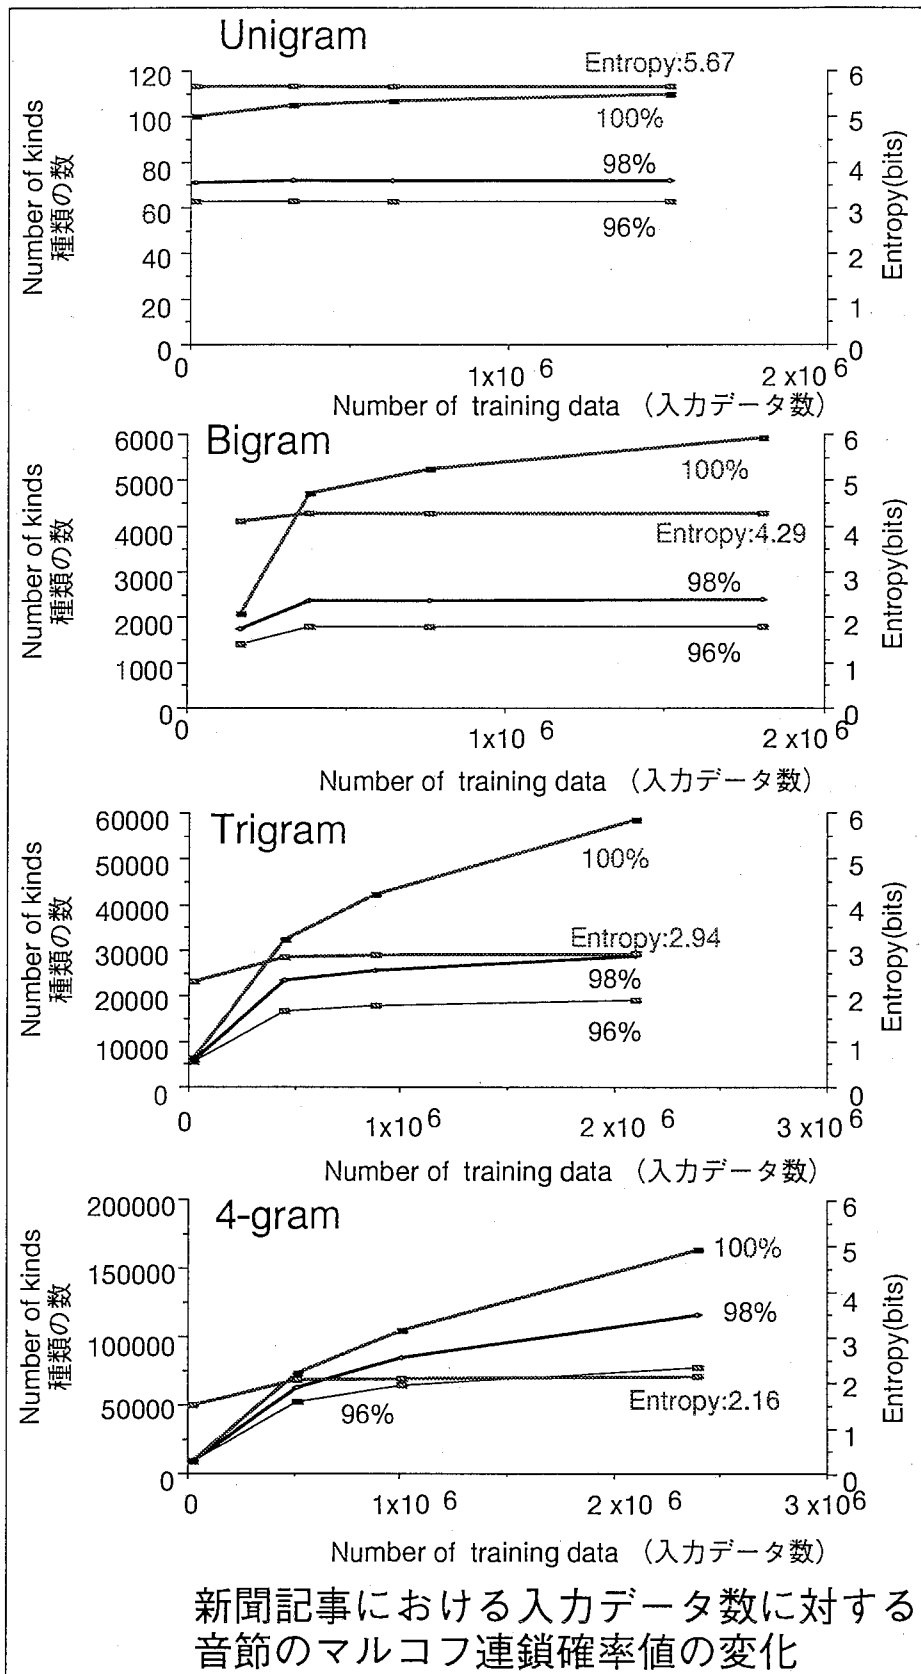 Unigram
Number of kinds
種類の数
120
100
80
60
40
20
0
Entropy:5.67
100%
98%
96%
6
5
4
3
2
1
0
Entropy(bits)
0
1x10 6
2 x10 6
Number of training data （入力データ数）
Bigram
Number of kinds
種類の数
6000
5000
4000
3000
2000
1000
0
100%
Entropy:4.29
98%
96%
6
5
4
3
2
1
0
Entropy(bits)
0
1x10 6
2 x10 6
Number of training data （入力データ数）
Trigram
Number of kinds
種類の数
60000
50000
40000
30000
20000
10000
0
100%
Entropy:2.94
98%
96%
6
5
4
3
2
1
0
Entropy(bits)
0
1x10 6
2 x10 6
3 x10 6
Number of training data （入力データ数）
4-gram
Number of kinds
種類の数
200000
150000
100000
50000
0
100%
98%
96%
Entropy:2.16
6
5
4
3
2
1
0
Entropy(bits)
0
1x10 6
2 x10 6
3 x10 6
Number of training data （入力データ数）
新聞記事における入力データ数に対する
音節のマルコフ連鎖確率値の変化